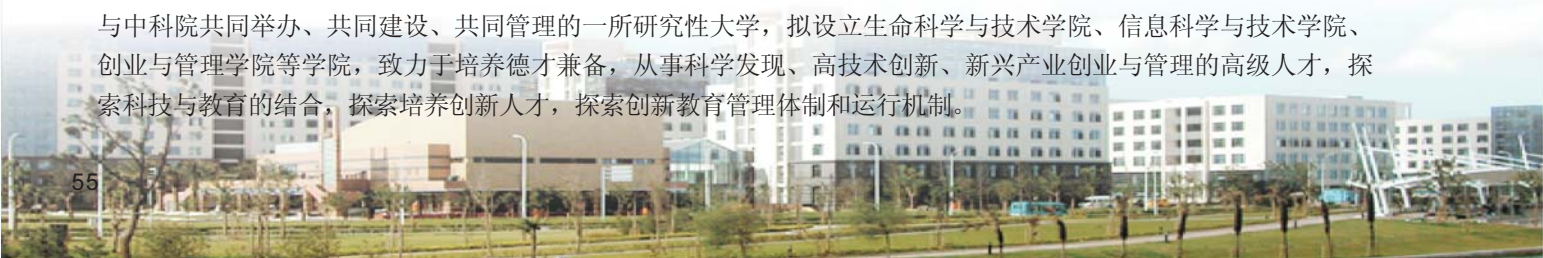 与中科院共同举办、共同建设、共同管理的一所研究性大学，拟设立生命科学与技术学院、信息科学与技术学院、
创业与管理学院等学院，致力于培养德才兼备，从事科学发现、高技术创新、新兴产业创业与管理的高级人才，探
索科技与教育的结合，探索培养创新人才，探索创新教育管理体制和运行机制。
55